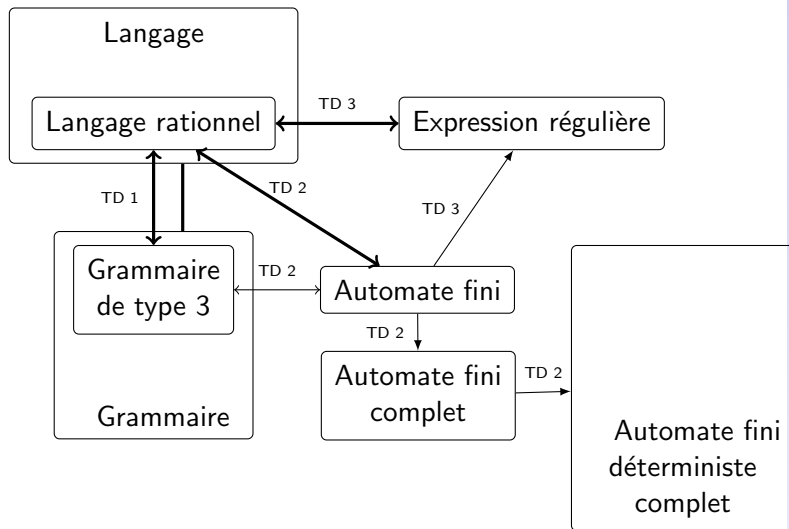 Langage
Langage rationnel
TD 3
Expression régulière
TD 1
TD 2
TD 3
Grammaire
de type 3
TD 2
Automate fini
TD 2
Automate fini
complet
TD 2
Grammaire
Automate fini
déterministe
complet